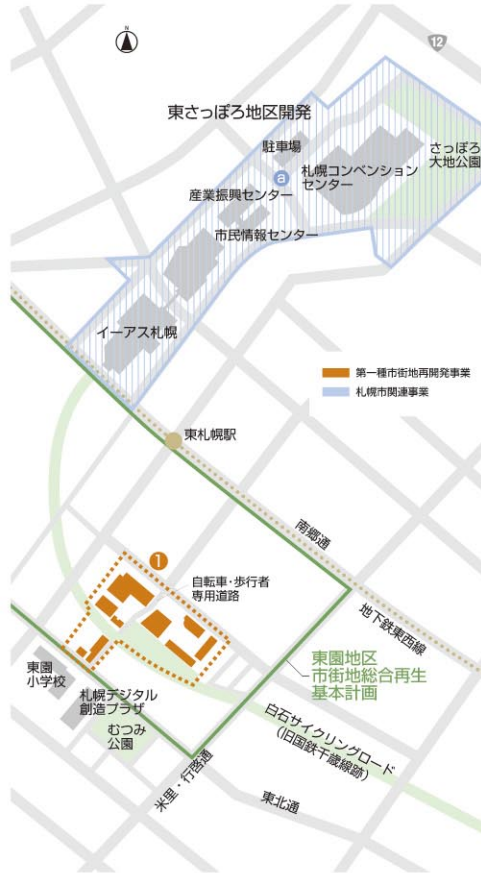 N
12
東さっぽろ地区開発
駐車場
さっぽろ
大地公園
a
札幌コンベンション
センター
産業振興センター
市民情報センター
イーアス札幌
第一種市街地再開発事業
札幌市関連事業
東札幌駅
南郷通
1
自転車・歩行者
専用道路
地下鉄東西線
東園地区
市街地総合再生
基本計画
東園
小学校
札幌デジタル
創造プラザ
むつみ
公園
白石サイクリングロード
(旧国鉄千歳線跡)
米里・行啓通
東北通